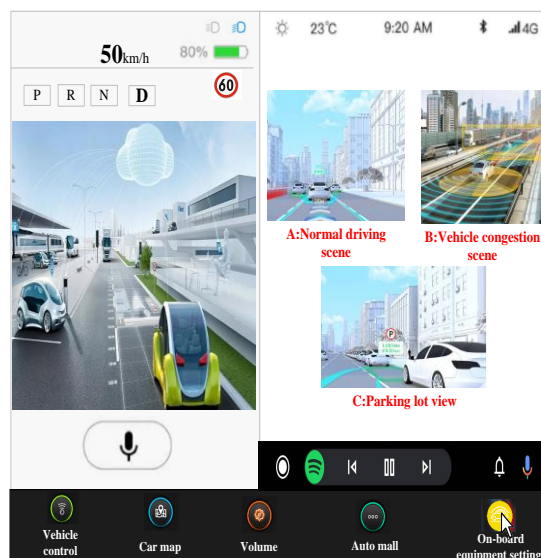 50km/h
80%
P R N D
60
23°C
9:20 AM
4G
A:Normal driving
scene
B:Vehicle congestion
scene
C:Parking lot view
Vehicle
control
Car map
Volume
Auto mall
On-board
equipment setting